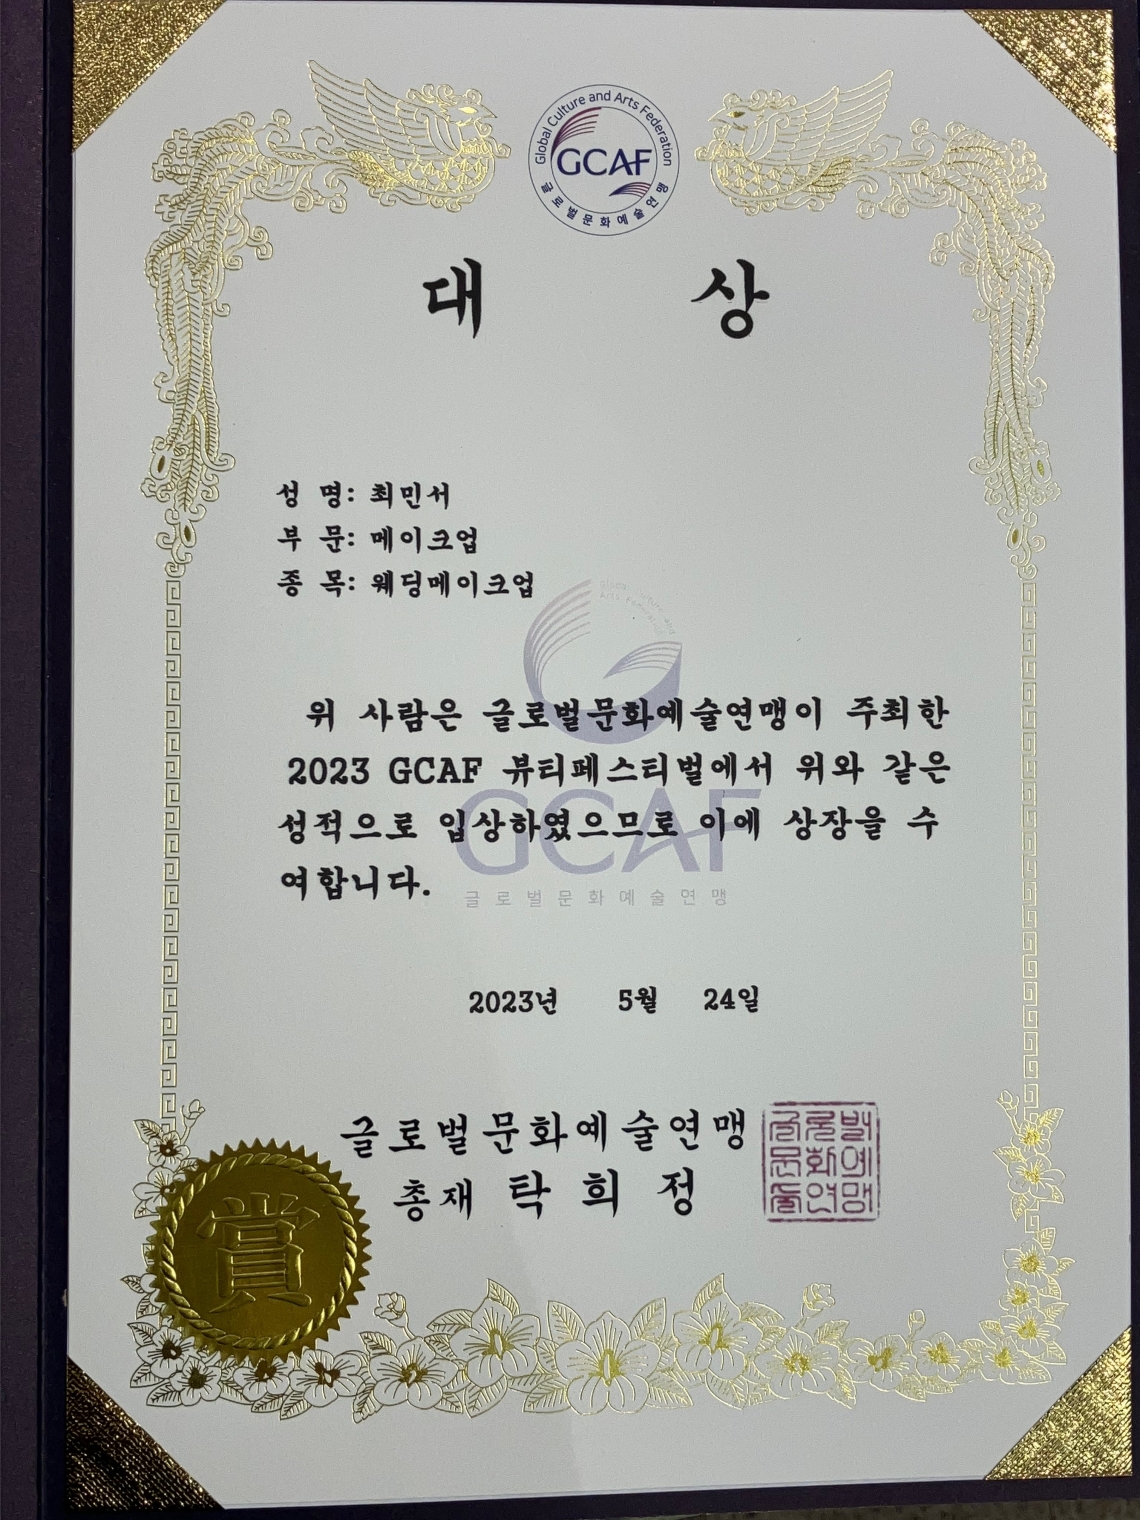 Global Culture and Arts Federation
GCAF
글로벌문화예술연맹
대 상
성 명: 최민서
부 문: 메이크업
종 목: 웨딩메이크업
위 사람은 글로벌문화예술연맹이 주최한
2023 GCAF 뷰티페스티벌에서 위와 같은
성적으로 입상하였으므로 이에 상장을 수
여합니다.
Global Culture and
Arts Federation
GCAF
글로벌문화예술연맹
2023년 5월 24일
글로벌문화예술연맹
총재 탁 희 정
글로벌
문화예
술연맹
賞